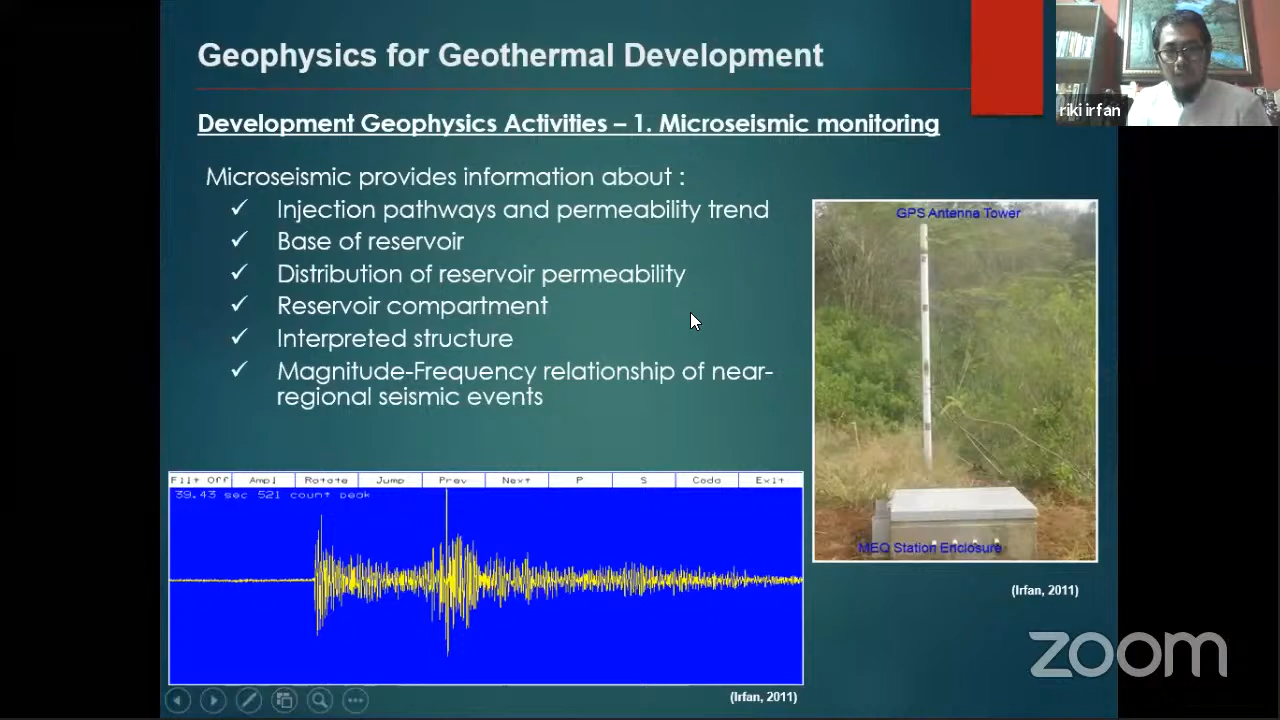 Geophysics for Geothermal Development
riki irfan
Development Geophysics Activities – 1. Microseismic monitoring
Microseismic provides information about :
✓ Injection pathways and permeability trend
✓ Base of reservoir
✓ Distribution of reservoir permeability
✓ Reservoir compartment
✓ Interpreted structure
✓ Magnitude-Frequency relationship of near-
regional seismic events
GPS Antenna Tower
MEQ Station Enclosure
(Irfan, 2011)
Filt Off Ampl Rotate Jump Prev Next P S Coda Exit
39.43 sec 521 count peak
(Irfan, 2011)
zoom